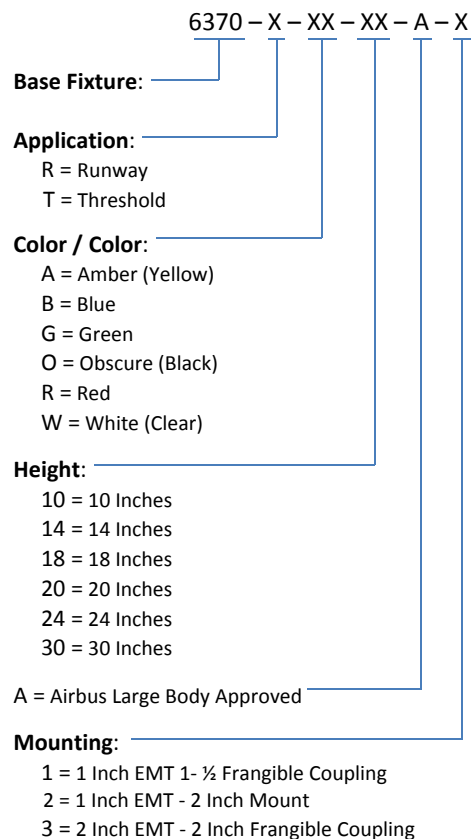 6370 – X – XX – XX – A – X
Base Fixture:
Application:
R = Runway
T = Threshold
Color / Color:
A = Amber (Yellow)
B = Blue
G = Green
O = Obscure (Black)
R = Red
W = White (Clear)
Height:
10 = 10 Inches
14 = 14 Inches
18 = 18 Inches
20 = 20 Inches
24 = 24 Inches
30 = 30 Inches
A = Airbus Large Body Approved
Mounting:
1 = 1 Inch EMT 1- ½ Frangible Coupling
2 = 1 Inch EMT - 2 Inch Mount
3 = 2 Inch EMT - 2 Inch Frangible Coupling